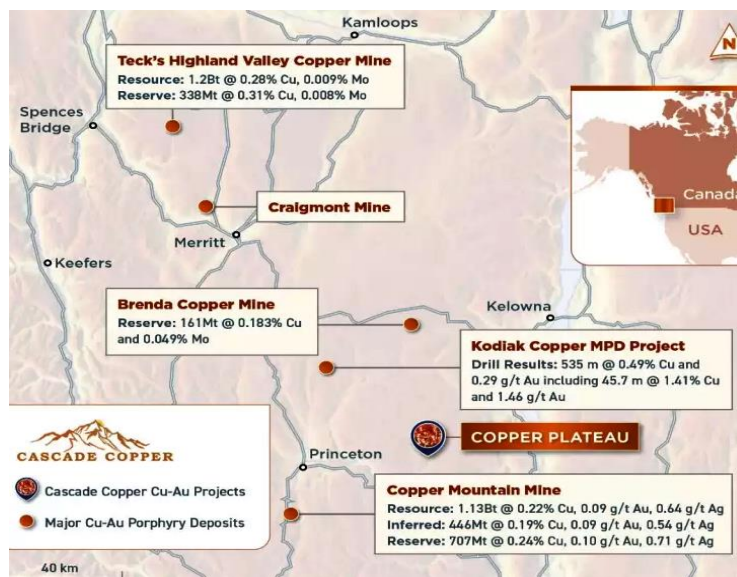 Kamloops
N
Teck's Highland Valley Copper Mine
Resource: 1.2Bt @ 0.28% Cu, 0.009% Mo
Reserve: 338Mt @ 0.31% Cu, 0.008% Mo
Spences
Bridge
Canada
USA
Craigmont Mine
Merritt
Keefers
Brenda Copper Mine
Reserve: 161Mt @ 0.183% Cu
and 0.049% Mo
Kelowna
Kodiak Copper MPD Project
Drill Results: 535 m @ 0.49% Cu and
0.29 g/t Au including 45.7 m @ 1.41% Cu
and 1.46 g/t Au
COPPER PLATEAU
Princeton
Copper Mountain Mine
Resource: 1.13Bt @ 0.22% Cu, 0.09 g/t Au, 0.64 g/t Ag
Inferred: 446Mt @ 0.19% Cu, 0.09 g/t Au, 0.54 g/t Ag
Reserve: 707Mt @ 0.24% Cu, 0.10 g/t Au, 0.71 g/t Ag
CASCADE COPPER
Cascade Copper Cu-Au Projects
Major Cu-Au Porphyry Deposits
40 km